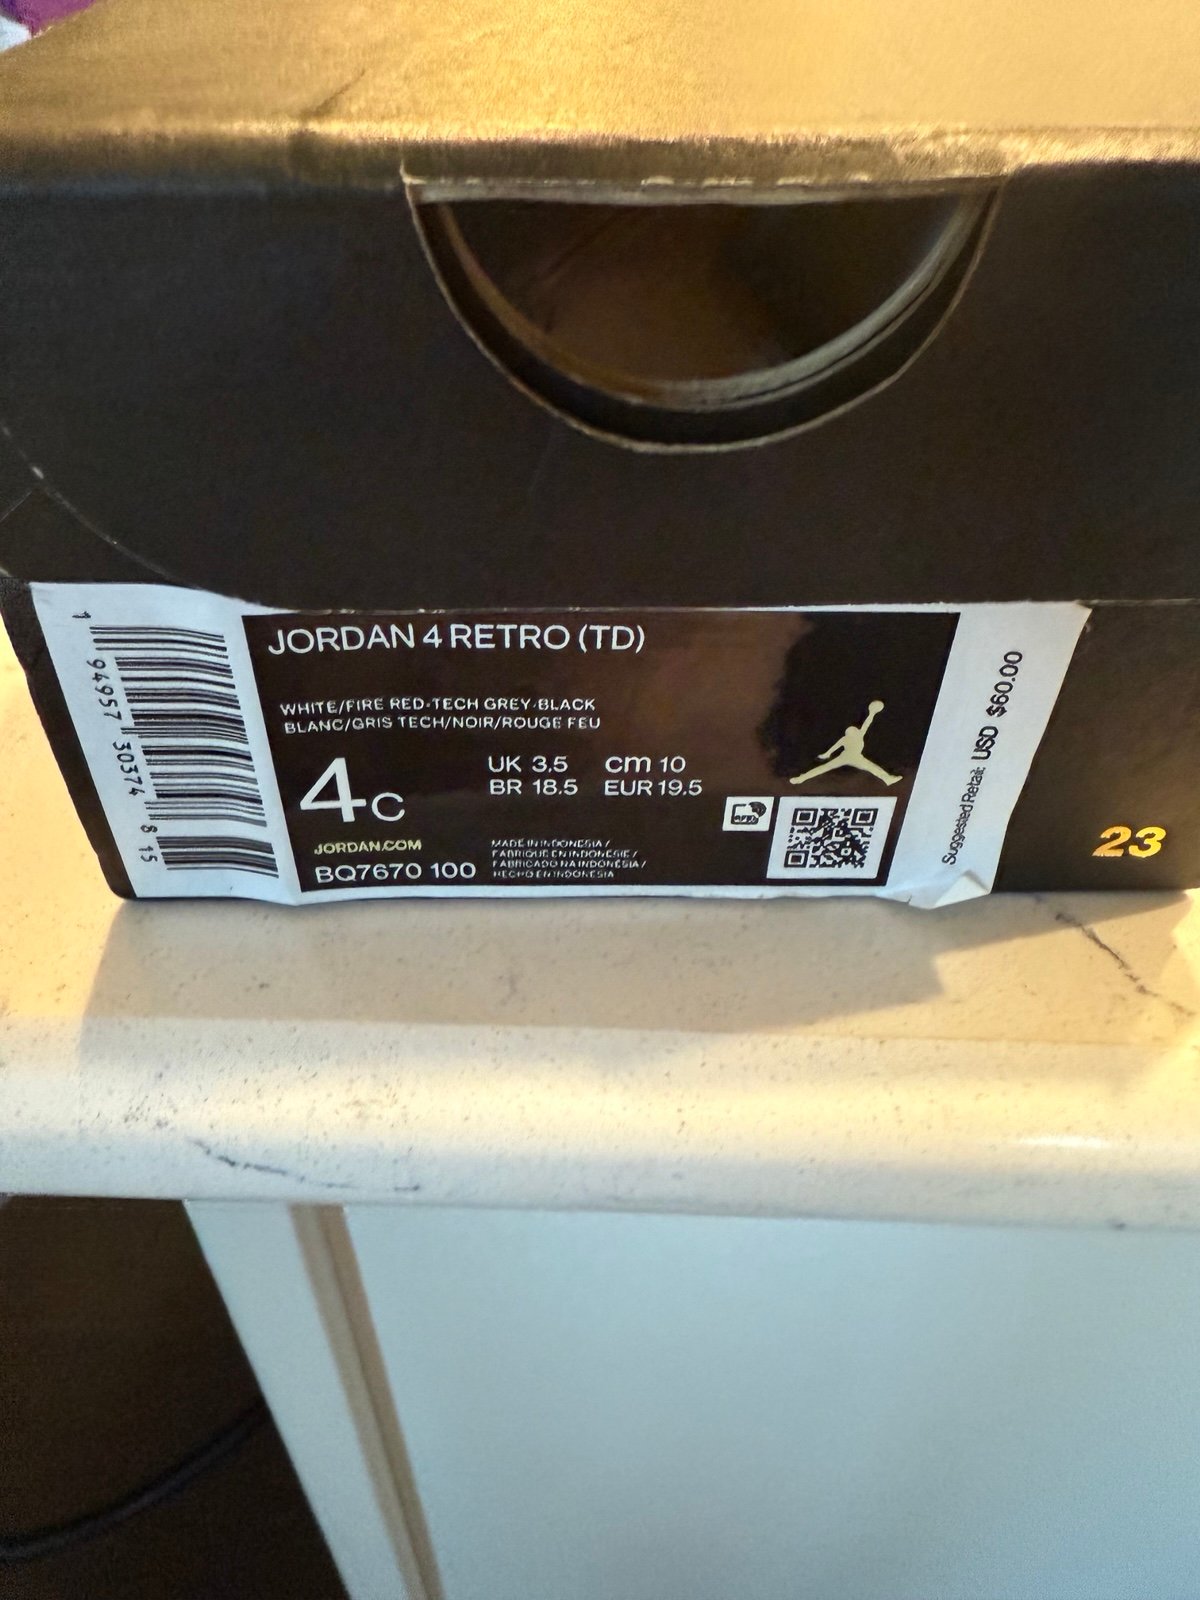 JORDAN 4 RETRO (TD)
WHITE/FIRE RED-TECH GREY-BLACK
BLANC/GRIS TECH/NOIR/ROUGE FEU
4C
UK 3.5 cm 10
BR 18.5 EUR 19.5
JORDAN.COM
BQ7670 100
MADE IN INDONESIA /
FABRIQUE EN INDONESIE /
FABRICADO NA INDONÉSIA /
HECHO EN INDONESIA
1 94957 30374 8 15
Suggested Retail: USD $60.00
23